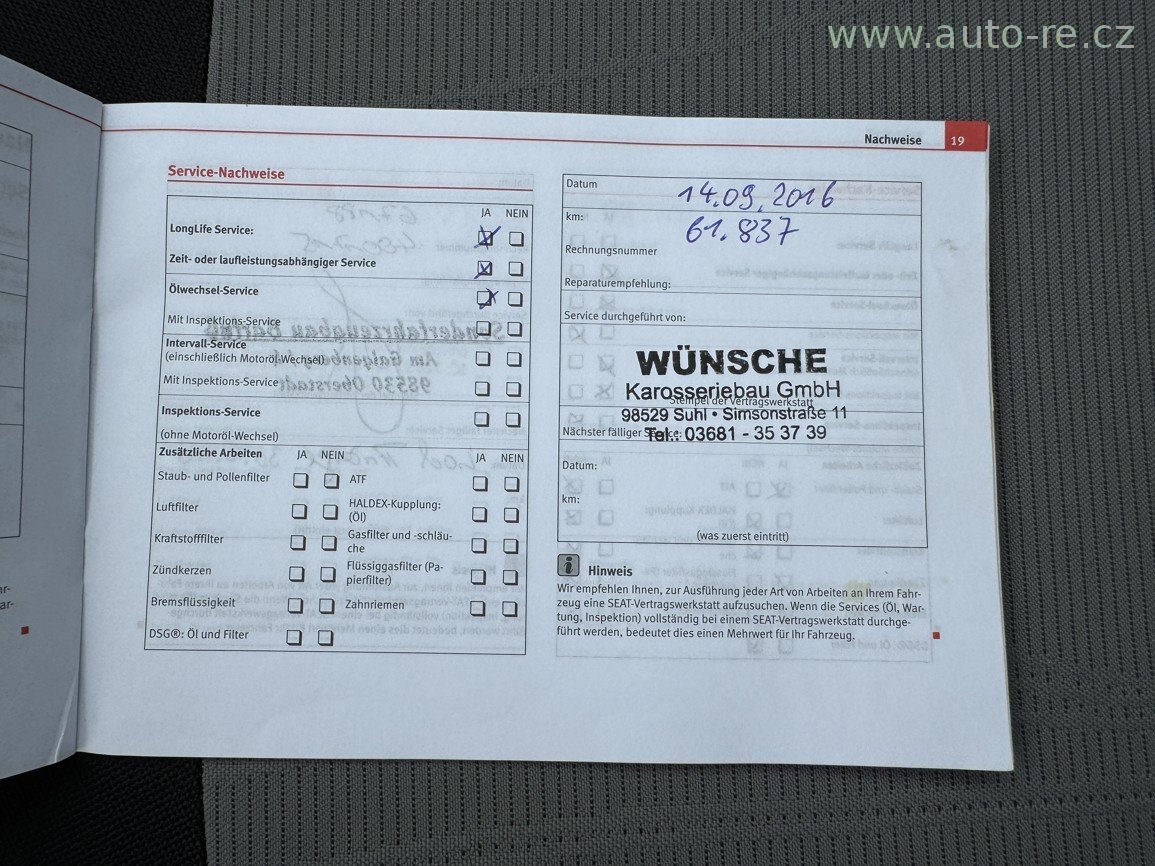 www.auto-re.cz
Nachweise 19
Service-Nachweise
JA NEIN
LongLife Service:
Zeit- oder laufleistungsabhängiger Service
Ölwechsel-Service
Mit Inspektions-Service
Intervall-Service
(einschließlich Motoröl-Wechsel)
Mit Inspektions-Service
Inspektions-Service
(ohne Motoröl-Wechsel)
Zusätzliche Arbeiten JA NEIN JA NEIN
Staub- und Pollenfilter ATF
Luftfilter HALDEX-Kupplung:
(Öl)
Kraftstofffilter Gasfilter und -schläu-
che
Zündkerzen Flüssiggasfilter (Pa-
pierfilter)
Bremsflüssigkeit Zahnriemen
DSG®: Öl und Filter
Datum 14.09.2016
km: 61.837
Rechnungsnummer
Reparaturempfehlung:
Service durchgeführt von:
WÜNSCHE
Karosseriebau GmbH
Stempel der Vertragswerkstatt
98529 Suhl • Simsonstraße 11
Nächster fälliger Service:
Tel.: 03681 - 35 37 39
Datum:
km:
(was zuerst eintritt)
i Hinweis
Wir empfehlen Ihnen, zur Ausführung jeder Art von Arbeiten an Ihrem Fahr-
zeug eine SEAT-Vertragswerkstatt aufzusuchen. Wenn die Services (Öl, War-
tung, Inspektion) vollständig bei einem SEAT-Vertragswerkstatt durchge-
führt werden, bedeutet dies einen Mehrwert für Ihr Fahrzeug.